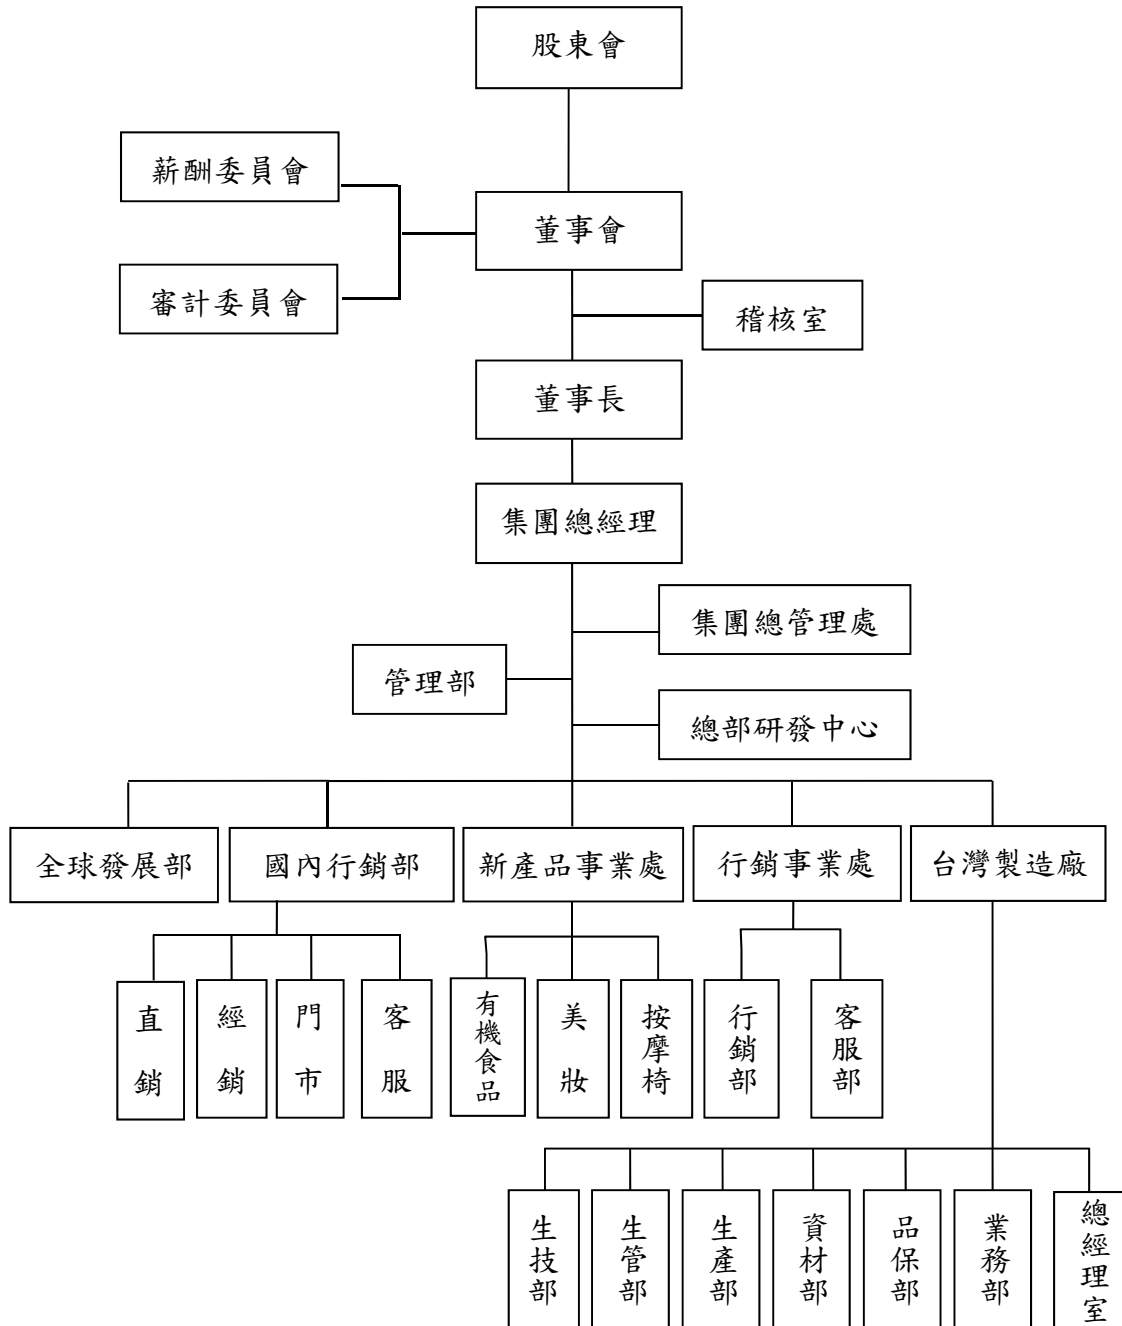 股東會
薪酬委員會
董事會
審計委員會
稽核室
董事長
集團總經理
集團總管理處
管理部
總部研發中心
全球發展部
國內行銷部
新產品事業處
行銷事業處
台灣製造廠
直銷
經銷
門市
客服
有機食品
美妝
按摩椅
行銷部
客服部
生技部
生管部
生產部
資材部
品保部
業務部
總經理室